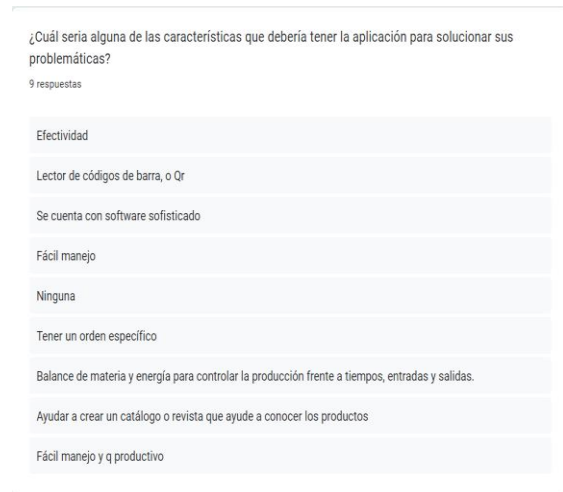 ¿Cuál seria alguna de las características que debería tener la aplicación para solucionar sus
problemáticas?
9 respuestas
Efectividad
Lector de códigos de barra, o Qr
Se cuenta con software sofisticado
Fácil manejo
Ninguna
Tener un orden específico
Balance de materia y energía para controlar la producción frente a tiempos, entradas y salidas.
Ayudar a crear un catálogo o revista que ayude a conocer los productos
Fácil manejo y q productivo